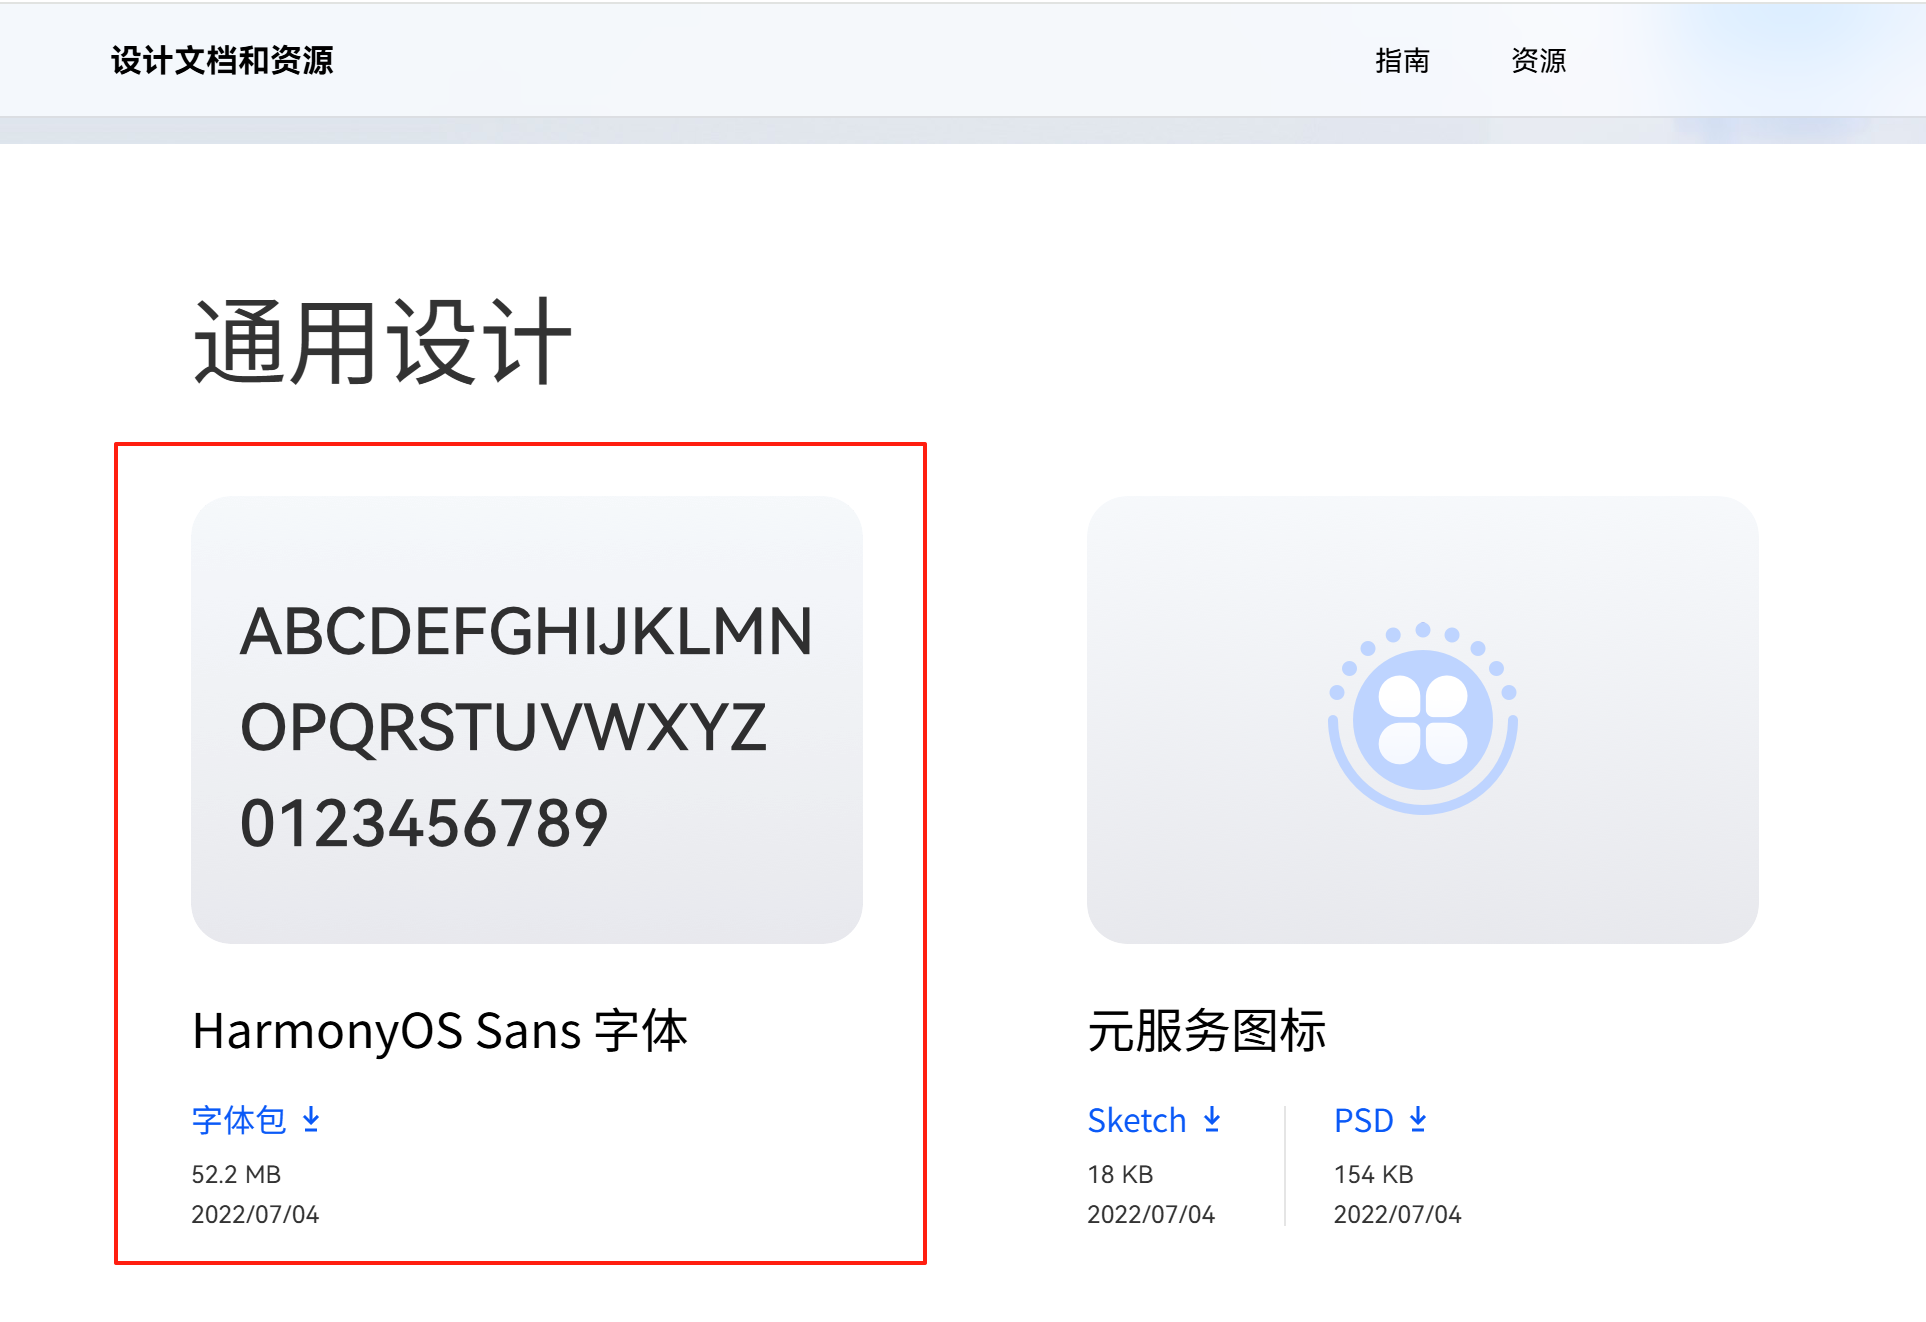 设计文档和资源
指南
资源
通用设计
ABCDEFGHIJKLMN
OPQRSTUVWXYZ
0123456789
HarmonyOS Sans 字体
字体包
52.2 MB
2022/07/04
元服务图标
Sketch
18 KB
2022/07/04
PSD
154 KB
2022/07/04